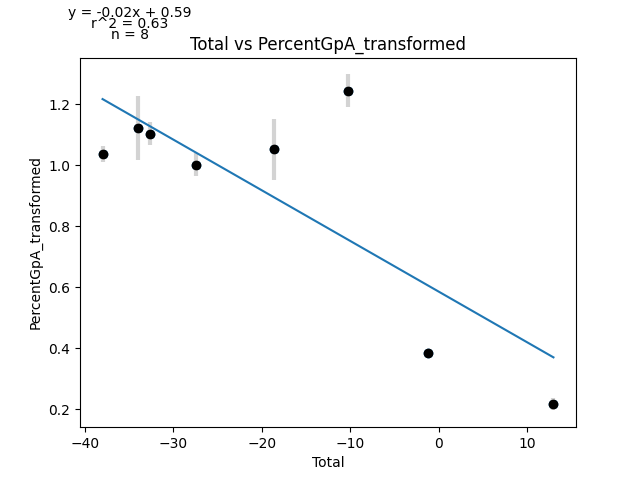 y = -0.02x + 0.59
r^2 = 0.63
n = 8
Total vs PercentGpA_transformed
PercentGpA_transformed
1.2
1.0
0.8
0.6
0.4
0.2
−40 −30 −20 −10 0 10
Total